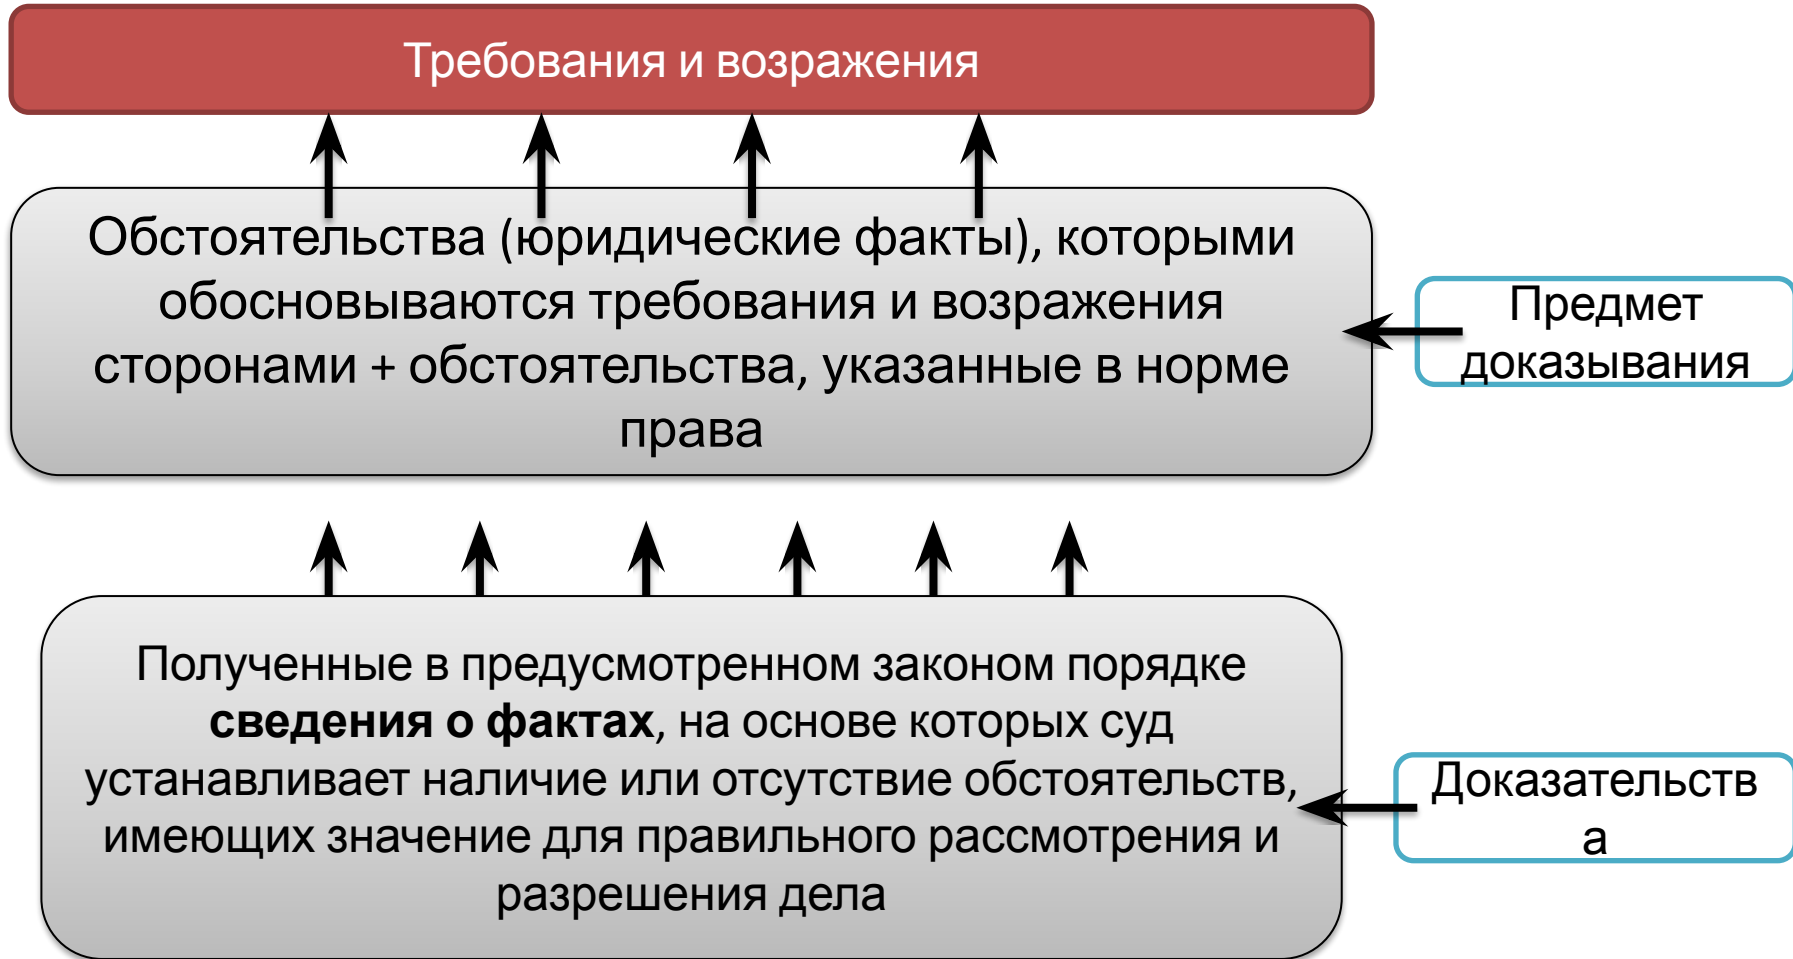 Требования и возражения
Обстоятельства (юридические факты), которыми
обосновываются требования и возражения
сторонами + обстоятельства, указанные в норме
права
Предмет
доказывания
Полученные в предусмотренном законом порядке
сведения о фактах, на основе которых суд
устанавливает наличие или отсутствие обстоятельств,
имеющих значение для правильного рассмотрения и
разрешения дела
Доказательств
а